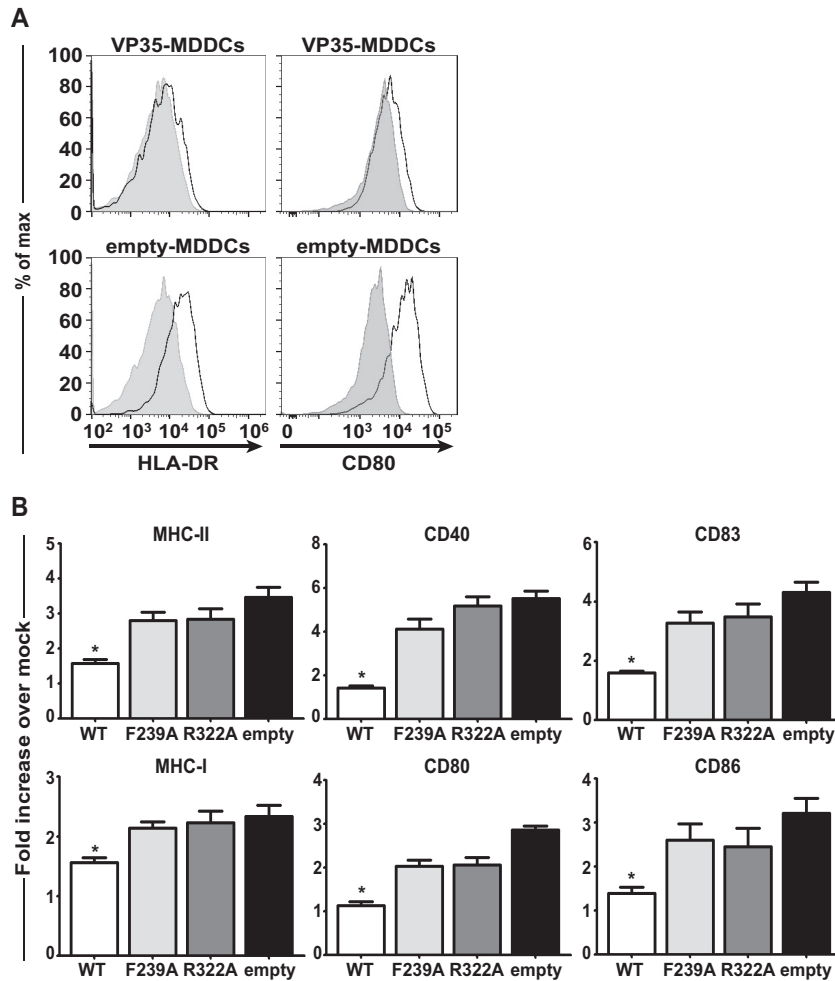 A
VP35-MDDCs VP35-MDDCs
100
80
60
40
20
0
% of max
empty-MDDCs empty-MDDCs
100
80
60
40
20
0
10² 10³ 10⁴ 10⁵ 10⁶ 0 10³ 10⁴ 10⁵
HLA-DR CD80
B
Fold increase over mock
MHC-II
5
4
3
2
1
0
WT F239A R322A empty
*
CD40
8
6
4
2
0
WT F239A R322A empty
*
CD83
6
4
2
0
WT F239A R322A empty
*
MHC-I
3
2
1
0
WT F239A R322A empty
*
CD80
4
3
2
1
0
WT F239A R322A empty
*
CD86
4
3
2
1
0
WT F239A R322A empty
*